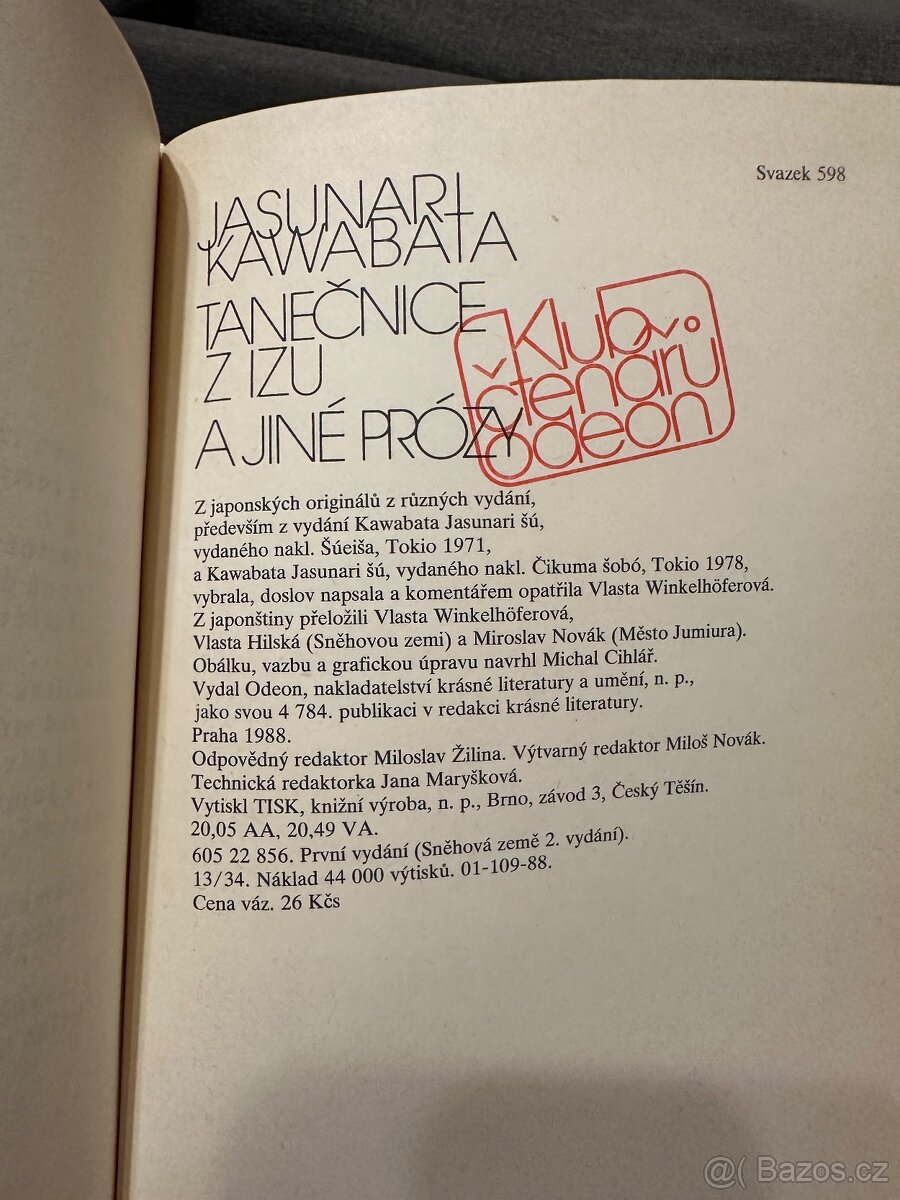 Svazek 598
JASUNARI
KAWABATA
TANEČNICE
Z IZU
A JINÉ PRÓZY
Klub
čtenářů
odeon
Z japonských originálů z různých vydání,
především z vydání Kawabata Jasunari šú,
vydaného nakl. Šúeiša, Tokio 1971,
a Kawabata Jasunari šú, vydaného nakl. Čikuma šobó, Tokio 1978,
vybrala, doslov napsala a komentářem opatřila Vlasta Winkelhöferová.
Z japonštiny přeložili Vlasta Winkelhöferová,
Vlasta Hilská (Sněhovou zemi) a Miroslav Novák (Město Jumiura).
Obálku, vazbu a grafickou úpravu navrhl Michal Cihlář.
Vydal Odeon, nakladatelství krásné literatury a umění, n. p.,
jako svou 4 784. publikaci v redakci krásné literatury.
Praha 1988.
Odpovědný redaktor Miloslav Žilina. Výtvarný redaktor Miloš Novák.
Technická redaktorka Jana Maryšková.
Vytiskl TISK, knižní výroba, n. p., Brno, závod 3, Český Těšín.
20,05 AA, 20,49 VA.
605 22 856. První vydání (Sněhová země 2. vydání).
13/34. Náklad 44 000 výtisků. 01-109-88.
Cena váz. 26 Kčs
@( Bazos.cz